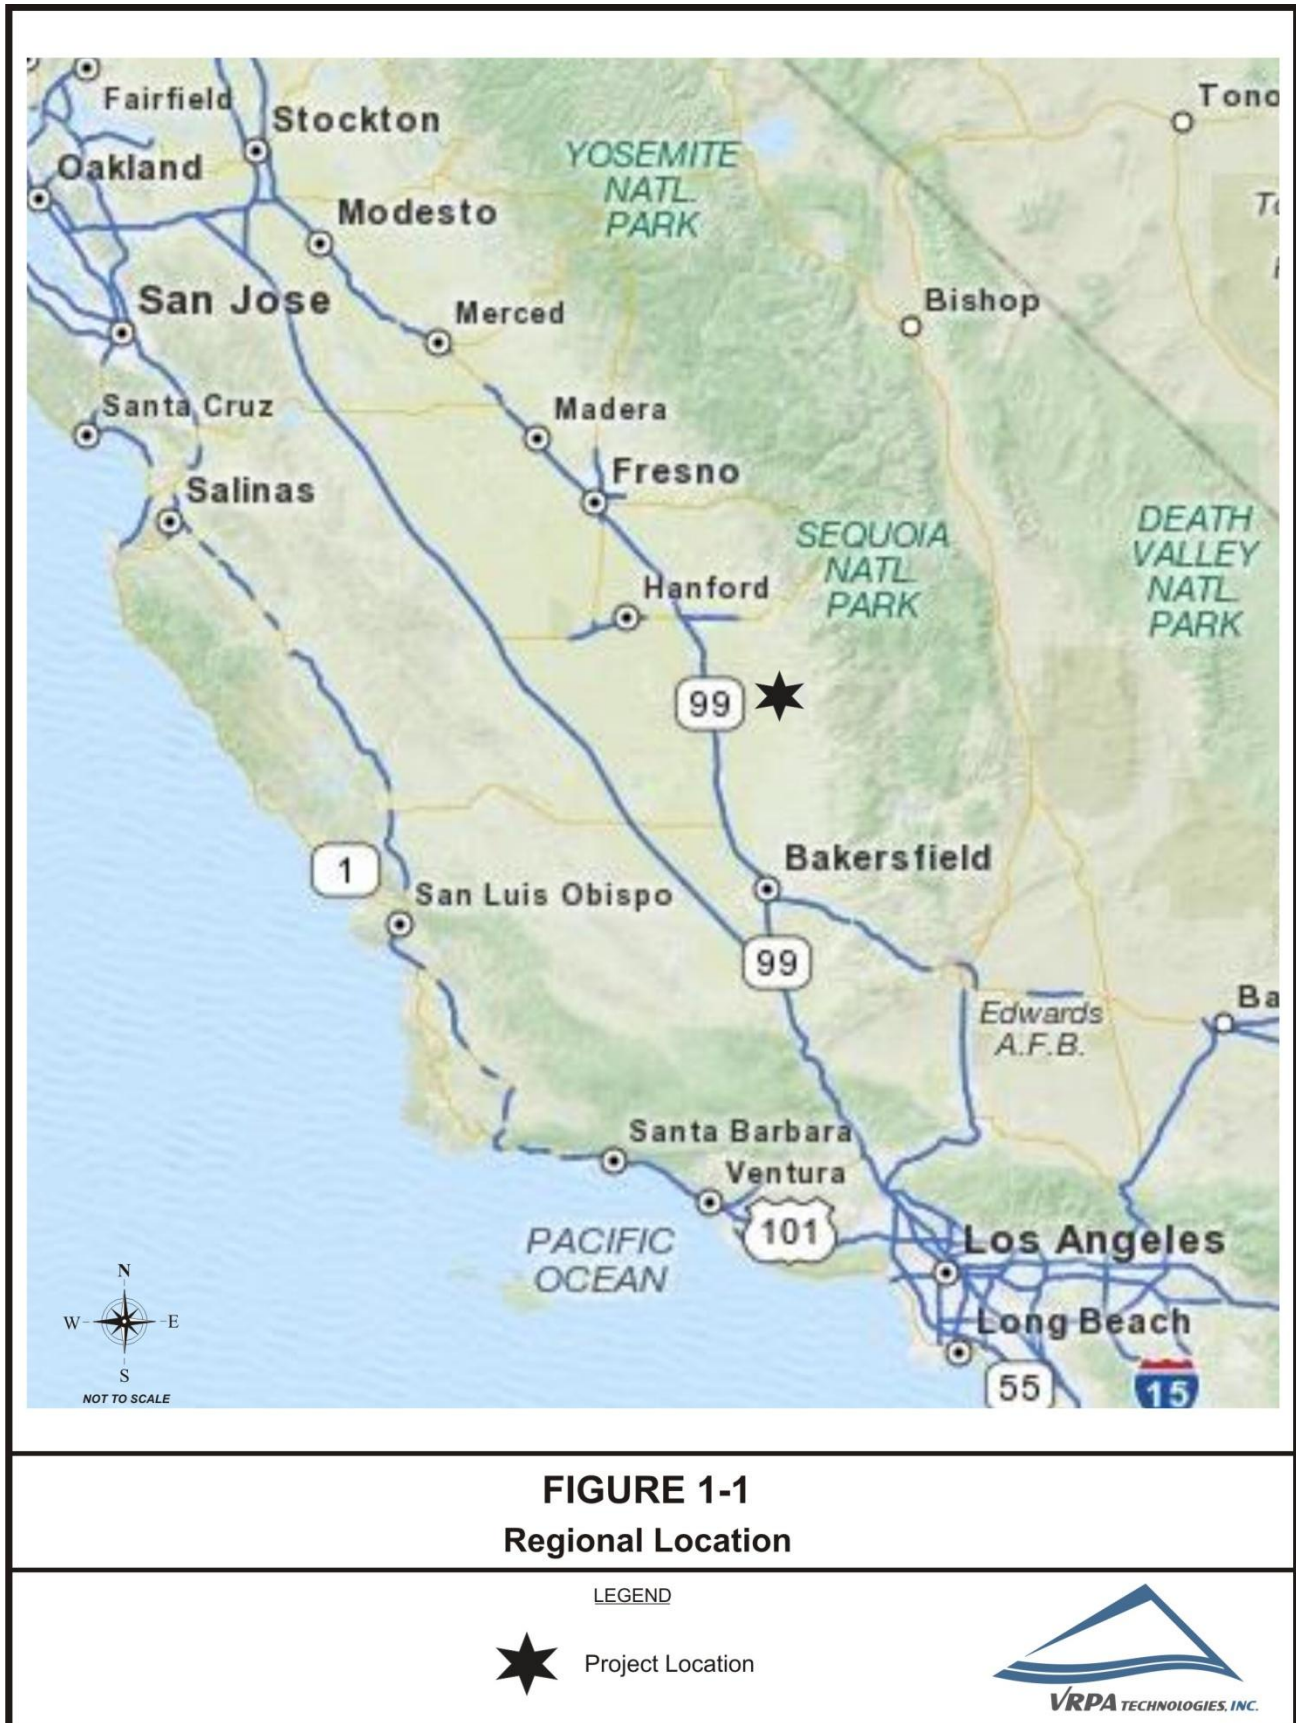 Fairfield
Stockton
Oakland
Modesto
YOSEMITE
NATL.
PARK
Tono
San Jose
Merced
Bishop
Santa Cruz
Madera
Fresno
Salinas
SEQUOIA
NATL.
PARK
DEATH
VALLEY
NATL.
PARK
Hanford
99
Bakersfield
1
San Luis Obispo
99
Edwards
A.F.B.
Ba
Santa Barbara
Ventura
101
PACIFIC
OCEAN
Los Angeles
Long Beach
55
15
N
W
E
S
NOT TO SCALE
FIGURE 1-1
Regional Location
LEGEND
Project Location
VRPA TECHNOLOGIES, INC.